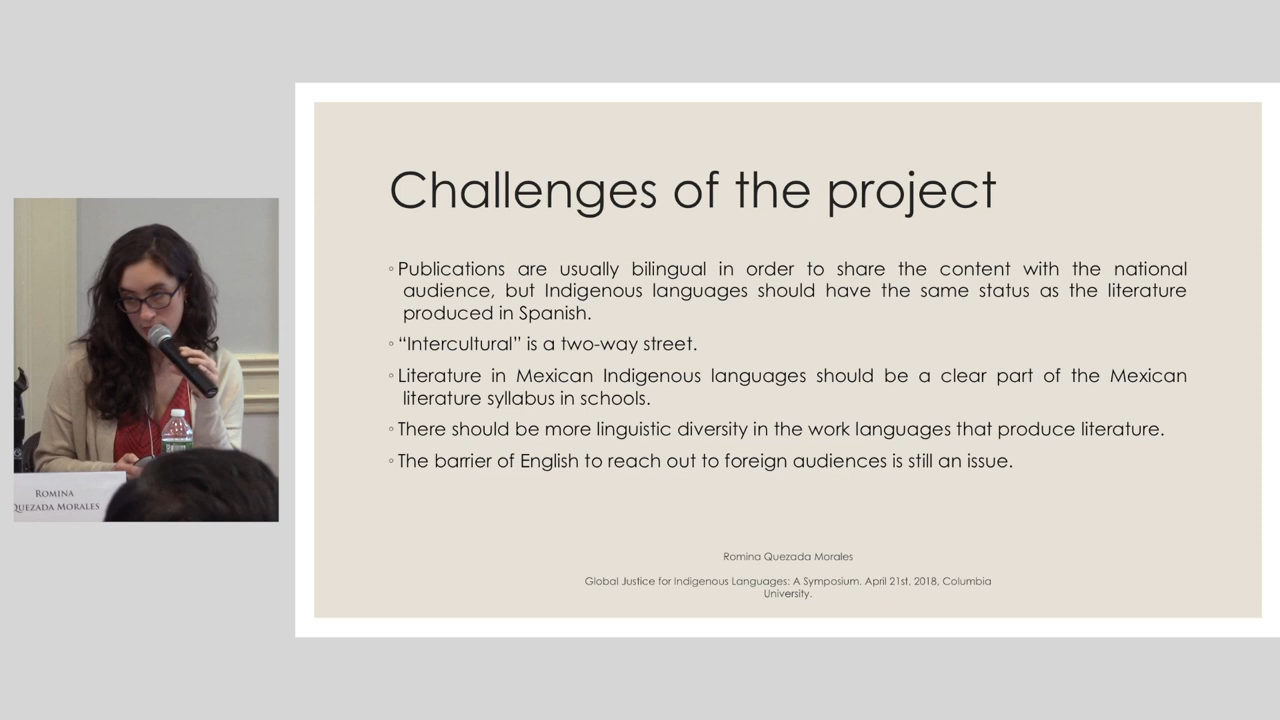 Challenges of the project
◦Publications are usually bilingual in order to share the content with the national
audience, but Indigenous languages should have the same status as the literature
produced in Spanish.
◦“Intercultural” is a two-way street.
◦Literature in Mexican Indigenous languages should be a clear part of the Mexican
literature syllabus in schools.
◦There should be more linguistic diversity in the work languages that produce literature.
◦The barrier of English to reach out to foreign audiences is still an issue.
Romina Quezada Morales
Global Justice for Indigenous Languages: A Symposium. April 21st, 2018, Columbia
University.
ROMINA
QUEZADA MORALES